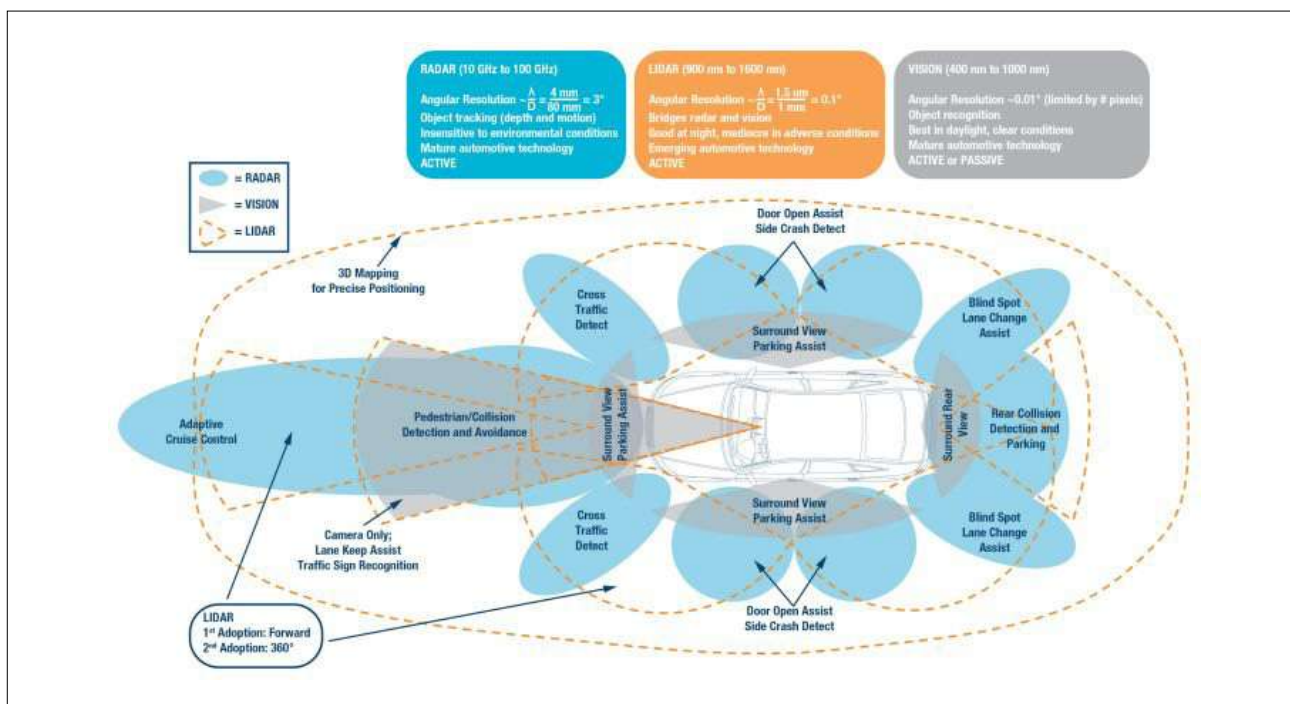 RADAR (10 GHz to 100 GHz)
Angular Resolution ~ λ/D = 4 mm/80 mm = 3°
Object tracking (depth and motion)
Insensitive to environmental conditions
Mature automotive technology
ACTIVE
LIDAR (900 nm to 1600 nm)
Angular Resolution ~ λ/D = 1.5 um/1 mm = 0.1°
Bridges radar and vision
Good at night, mediocre in adverse conditions
Emerging automotive technology
ACTIVE
VISION (400 nm to 1000 nm)
Angular Resolution ~0.01° (limited by # pixels)
Object recognition
Best in daylight, clear conditions
Mature automotive technology
ACTIVE or PASSIVE
= RADAR
= VISION
= LIDAR
3D Mapping
for Precise Positioning
Door Open Assist
Side Crash Detect
Cross
Traffic
Detect
Blind Spot
Lane Change
Assist
Surround View
Parking Assist
Adaptive
Cruise Control
Pedestrian/Collision
Detection and Avoidance
Surround View
Parking Assist
Surround Rear
View
Rear Collision
Detection and
Parking
Surround View
Parking Assist
Cross
Traffic
Detect
Blind Spot
Lane Change
Assist
Camera Only;
Lane Keep Assist
Traffic Sign Recognition
Door Open Assist
Side Crash Detect
LIDAR
1st Adoption: Forward
2nd Adoption: 360°